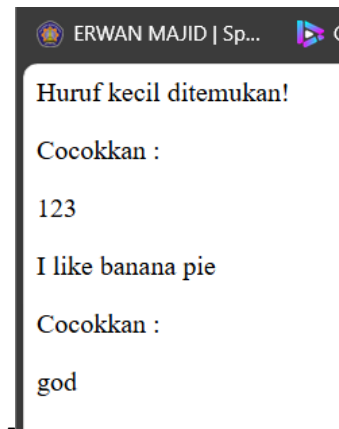 ERWAN MAJID | Sp...
Huruf kecil ditemukan!
Cocokkan :
123
I like banana pie
Cocokkan :
god